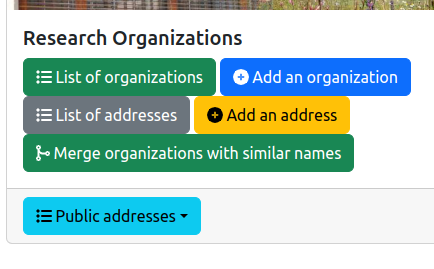 Research Organizations
List of organizations
Add an organization
List of addresses
Add an address
Merge organizations with similar names
Public addresses